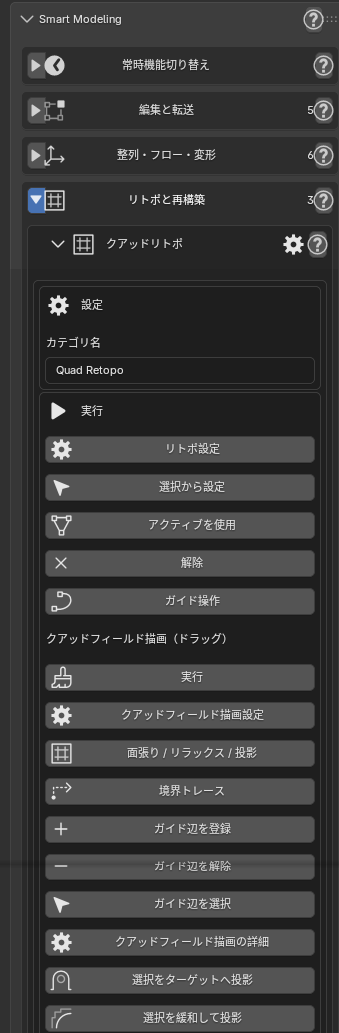 Smart Modeling
常時機能切り替え
編集と転送 5
整列・フロー・変形 6
リトポと再構築 3
クアッドリトポ
設定
カテゴリ名
Quad Retopo
実行
リトポ設定
選択から設定
アクティブを使用
解除
ガイド操作
クアッドフィールド描画（ドラッグ）
実行
クアッドフィールド描画設定
面張り / リラックス / 投影
境界トレース
ガイド辺を登録
ガイド辺を解除
ガイド辺を選択
クアッドフィールド描画の詳細
選択をターゲットへ投影
選択を緩和して投影